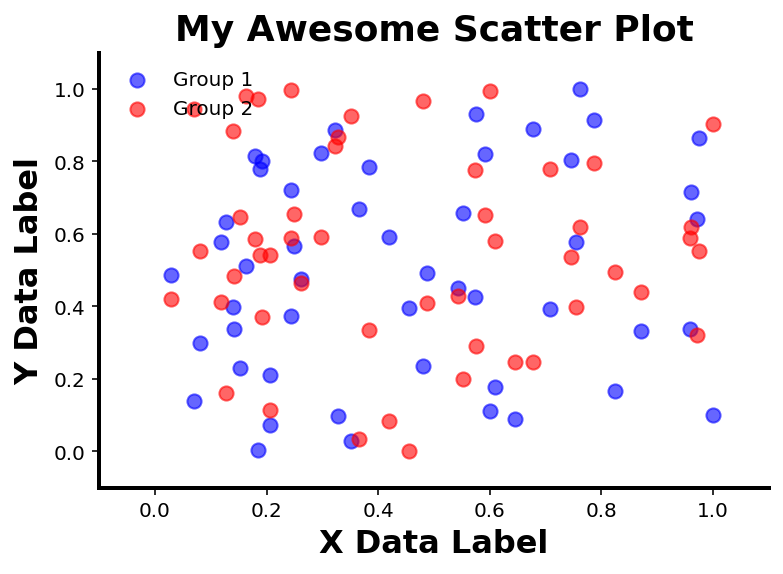 My Awesome Scatter Plot
Group 1
Group 2
1.0
0.8
0.6
0.4
0.2
0.0
Y Data Label
0.0 0.2 0.4 0.6 0.8 1.0
X Data Label